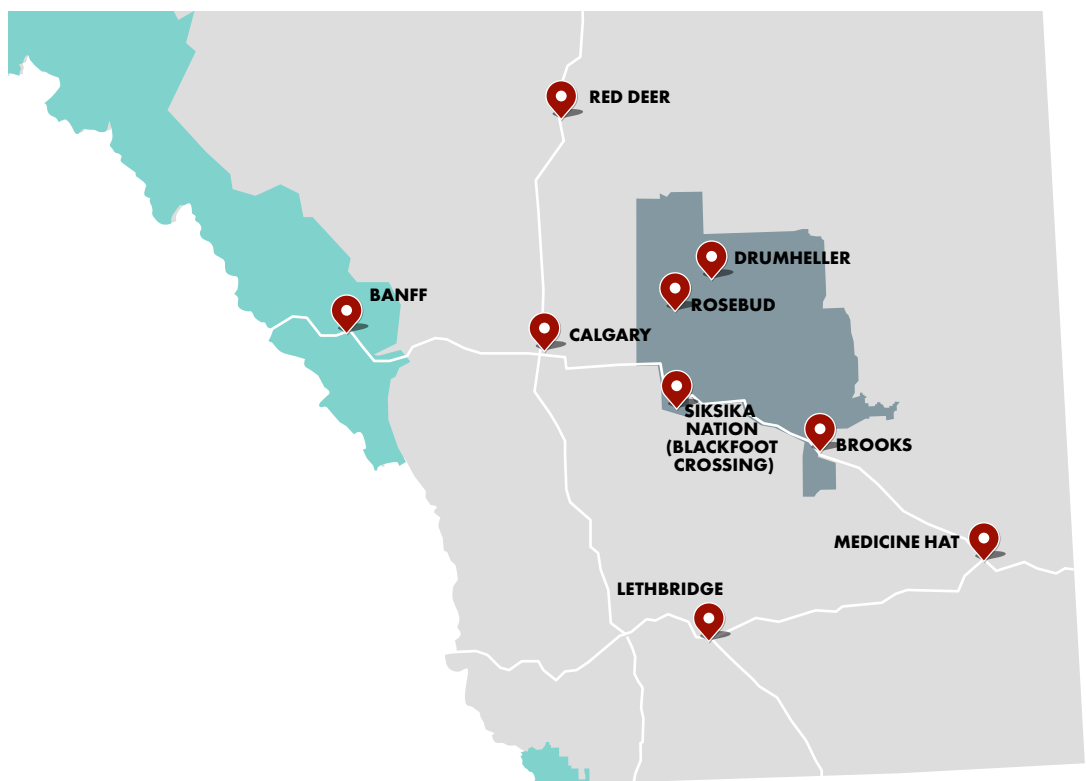 RED DEER
DRUMHELLER
BANFF
ROSEBUD
CALGARY
SIKSIKA
NATION
(BLACKFOOT
CROSSING)
BROOKS
MEDICINE HAT
LETHBRIDGE